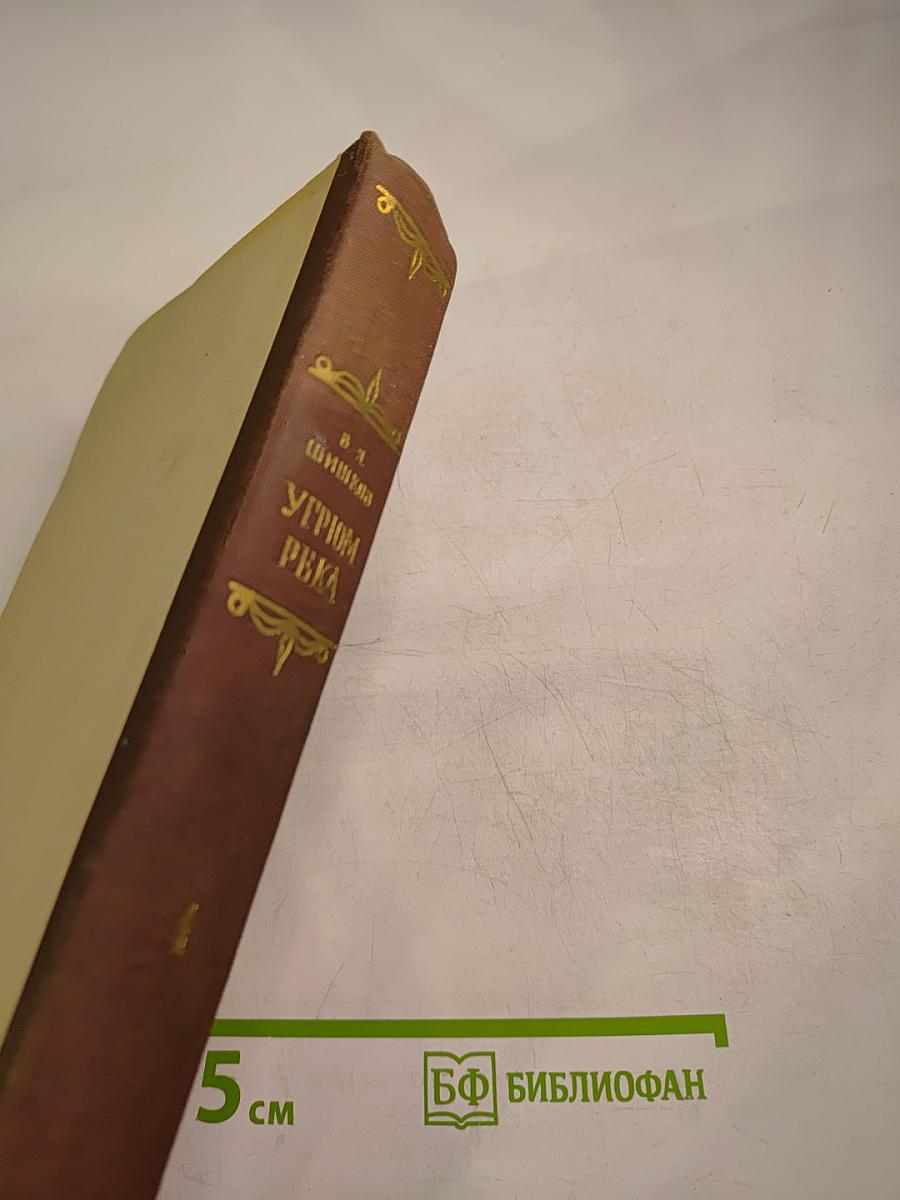 В. Я.
ШИШКОВ
УГРЮМ
РЕКА
1
5 см
БФ БИБЛИОФАН